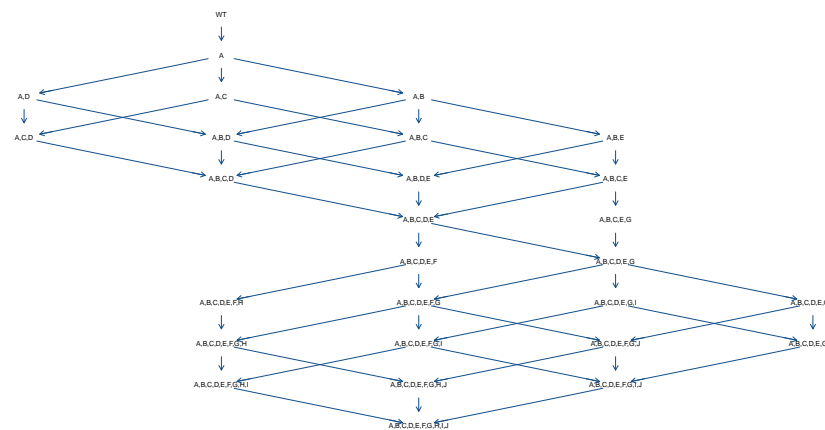 WT
A
A,D
A,C
A,B
A,C,D
A,B,D
A,B,C
A,B,E
A,B,C,D
A,B,D,E
A,B,C,E
A,B,C,D,E
A,B,C,E,G
A,B,C,D,E,F
A,B,C,D,E,G
A,B,C,D,E,F,H
A,B,C,D,E,F,G
A,B,C,D,E,G,I
A,B,C,D,E,
A,B,C,D,E,F,G,H
A,B,C,D,E,F,G,I
A,B,C,D,E,F,G,J
A,B,C,D,E,
A,B,C,D,E,F,G,H,I
A,B,C,D,E,F,G,H,J
A,B,C,D,E,F,G,I,J
A,B,C,D,E,F,G,H,I,J